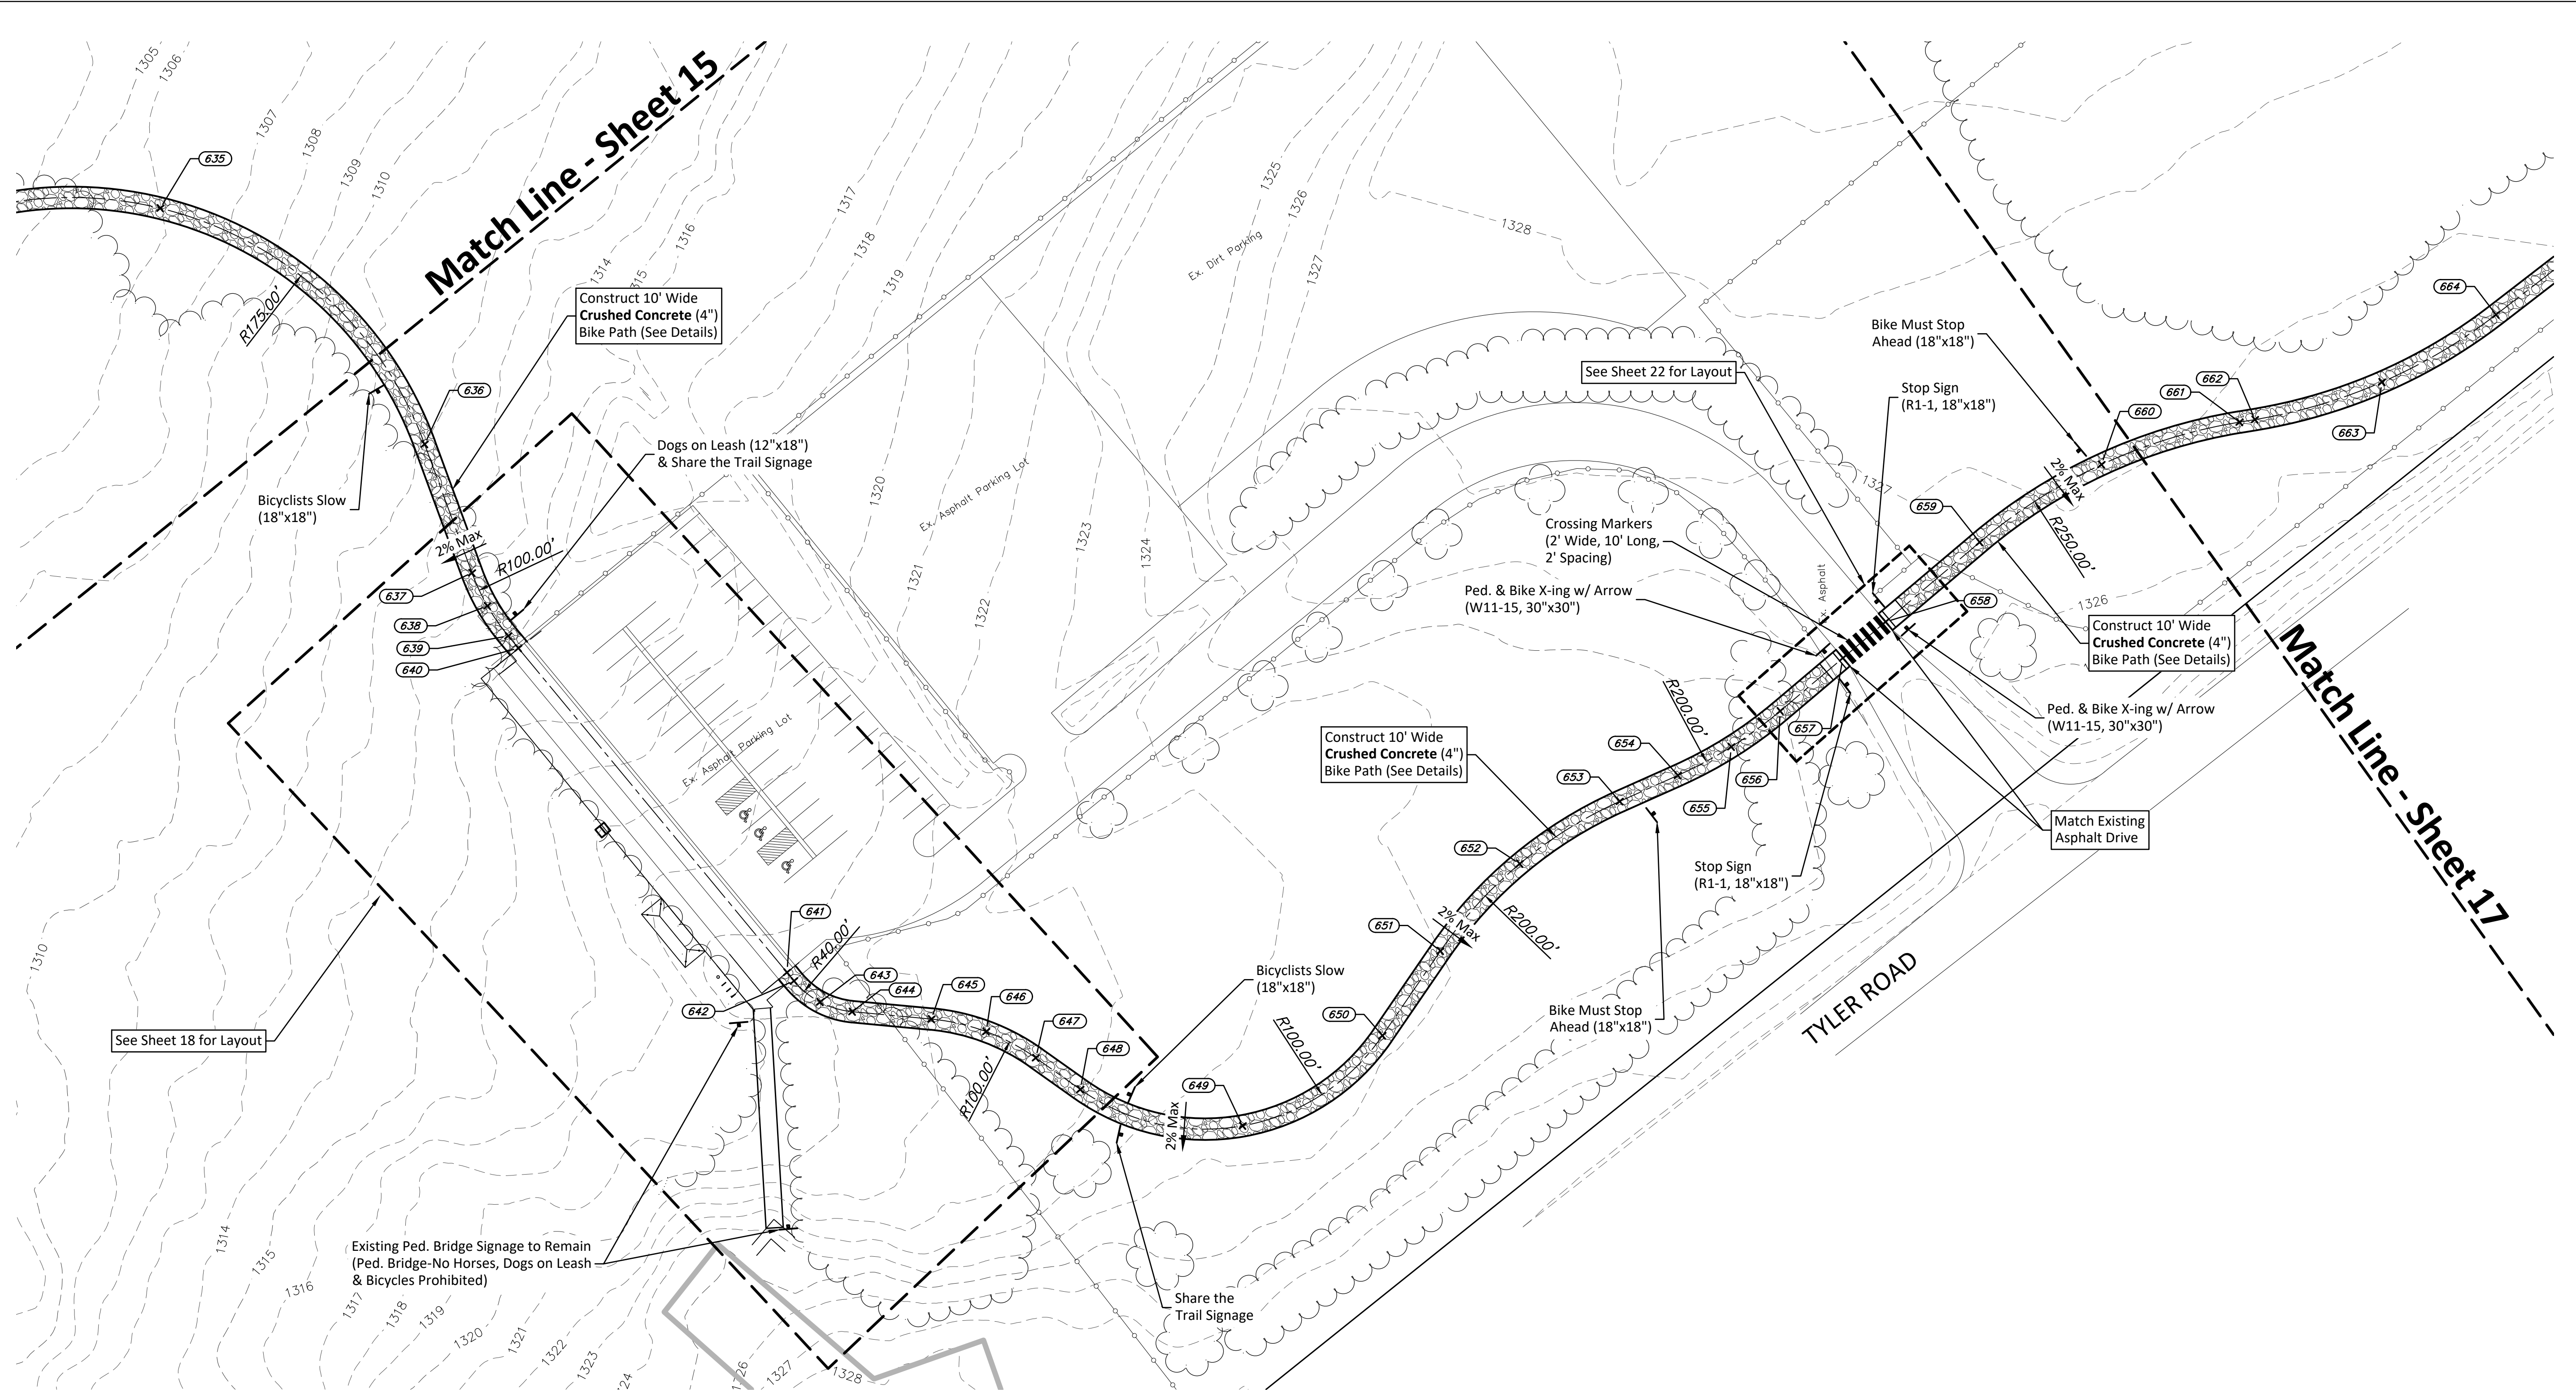 1305
1306
1307
1308
1309
1310
Match Line - Sheet 15
635
R175.00'
1314
1315
1316
1317
1318
1319
Construct 10' Wide
Crushed Concrete (4")
Bike Path (See Details)
636
Bicyclists Slow
(18"x18")
2% Max
R100.00'
Dogs on Leash (12"x18")
& Share the Trail Signage
637
638
639
640
Ex. Asphalt Parking Lot
Ex. Dirt Parking
1320
1321
1322
1323
1324
1325
1326
1327
1328
Ex. Asphalt Parking Lot
See Sheet 22 for Layout
Bike Must Stop
Ahead (18"x18")
Stop Sign
(R1-1, 18"x18")
Crossing Markers
(2' Wide, 10' Long,
2' Spacing)
Ped. & Bike X-ing w/ Arrow
(W11-15, 30"x30")
Ex. Asphalt
1327
660
661
662
663
664
2% Max
R250.00'
659
658
1326
Construct 10' Wide
Crushed Concrete (4")
Bike Path (See Details)
Ped. & Bike X-ing w/ Arrow
(W11-15, 30"x30")
Match Existing
Asphalt Drive
Match Line - Sheet 17
Construct 10' Wide
Crushed Concrete (4")
Bike Path (See Details)
R200.00'
657
656
655
654
653
652
651
2% Max
R200.00'
Stop Sign
(R1-1, 18"x18")
Bike Must Stop
Ahead (18"x18")
TYLER ROAD
641
R40.00'
642
643
644
645
646
647
648
R100.00'
Bicyclists Slow
(18"x18")
649
650
R100.00'
2% Max
Share the
Trail Signage
See Sheet 18 for Layout
Existing Ped. Bridge Signage to Remain
(Ped. Bridge-No Horses, Dogs on Leash
& Bicycles Prohibited)
1310
1314
1315
1316
1317
1318
1319
1320
1321
1322
1323
1327
1328